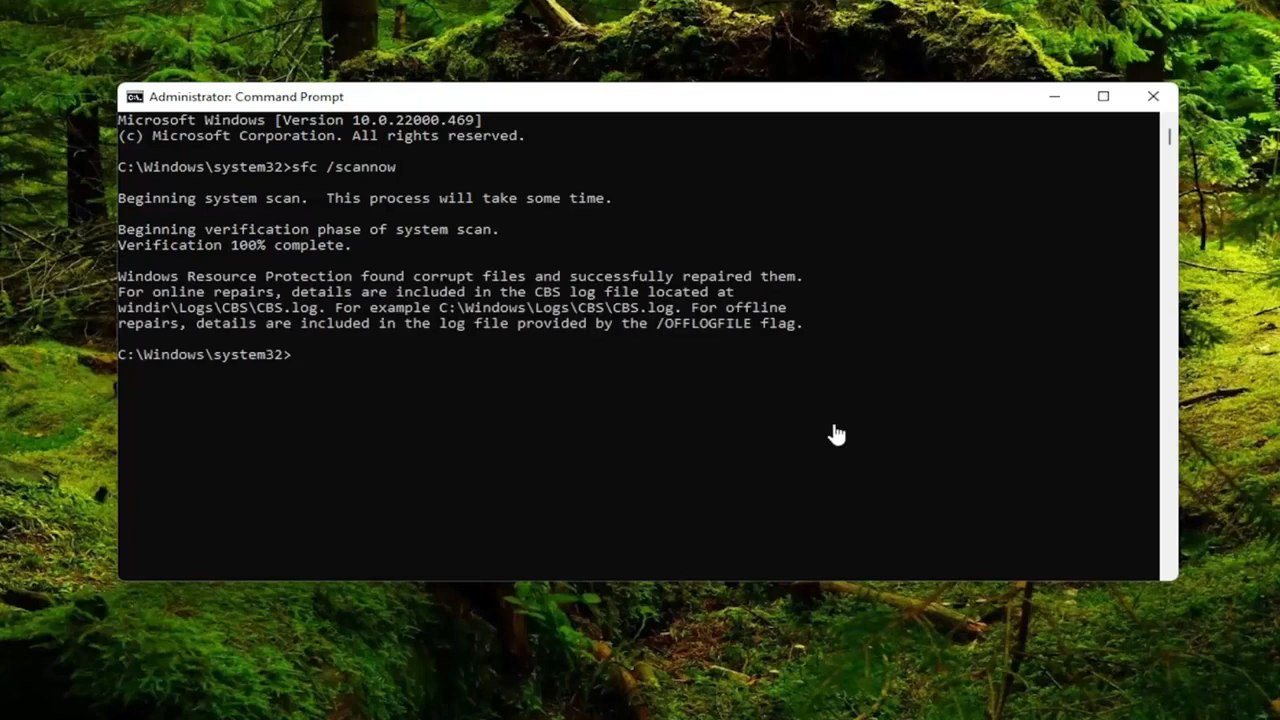 Administrator: Command Prompt
Microsoft Windows [Version 10.0.22000.469]
(c) Microsoft Corporation. All rights reserved.
C:\Windows\system32>sfc /scannow
Beginning system scan.  This process will take some time.
Beginning verification phase of system scan.
Verification 100% complete.
Windows Resource Protection found corrupt files and successfully repaired them.
For online repairs, details are included in the CBS log file located at
windir\Logs\CBS\CBS.log. For example C:\Windows\Logs\CBS\CBS.log. For offline
repairs, details are included in the log file provided by the /OFFLOGFILE flag.
C:\Windows\system32>